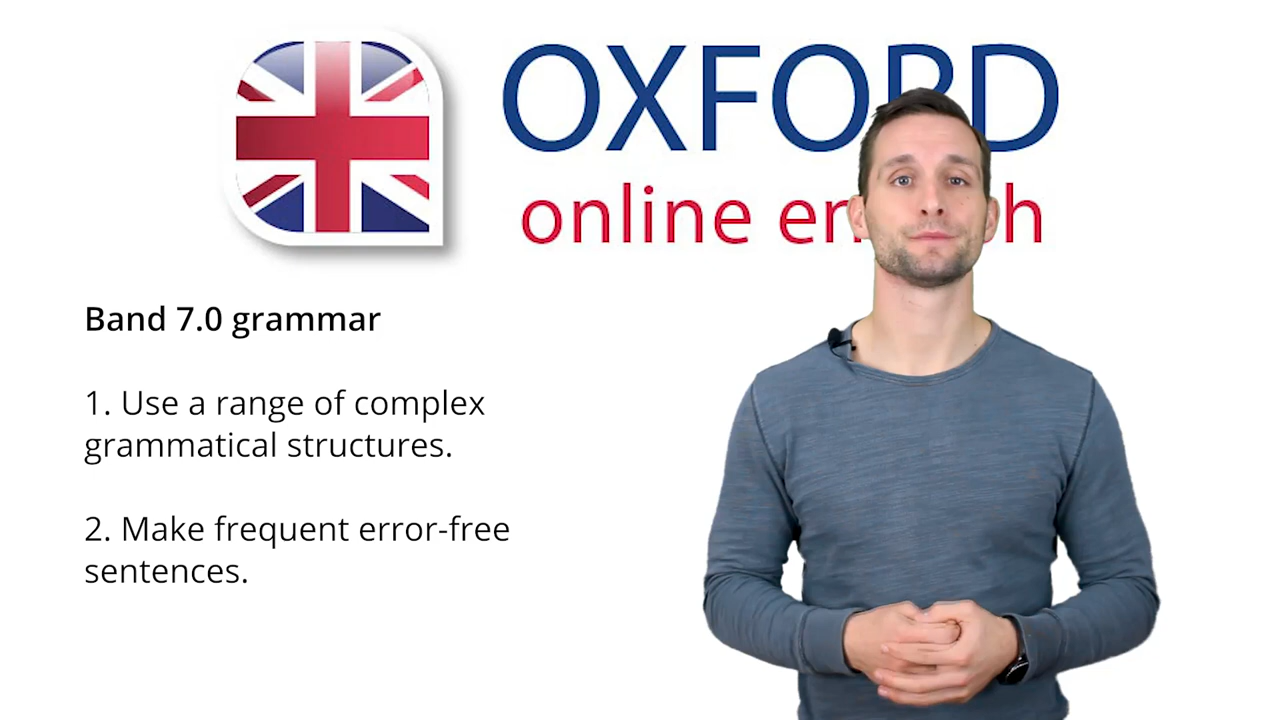 OXFORD
online
Band 7.0 grammar
1. Use a range of complex
grammatical structures.
2. Make frequent error-free
sentences.